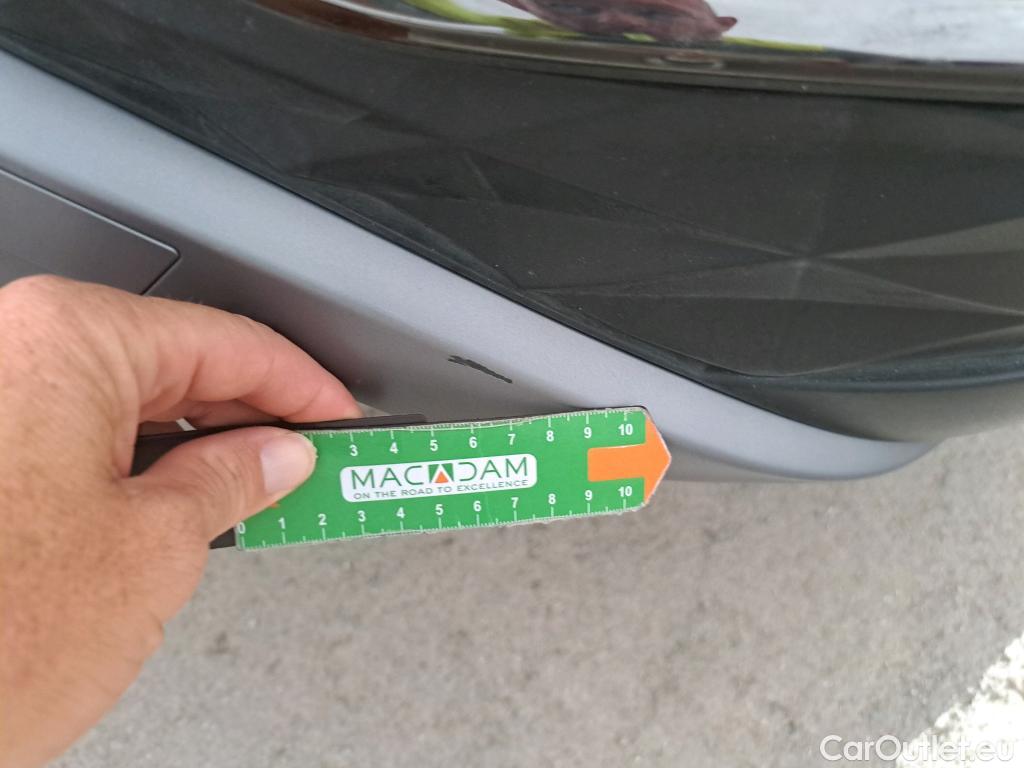 3 4 5 6 7 8 9 10
MACADAM
ON THE ROAD TO EXCELLENCE
0 1 2 3 4 5 6 7 8 9 10
CarOutlet.eu